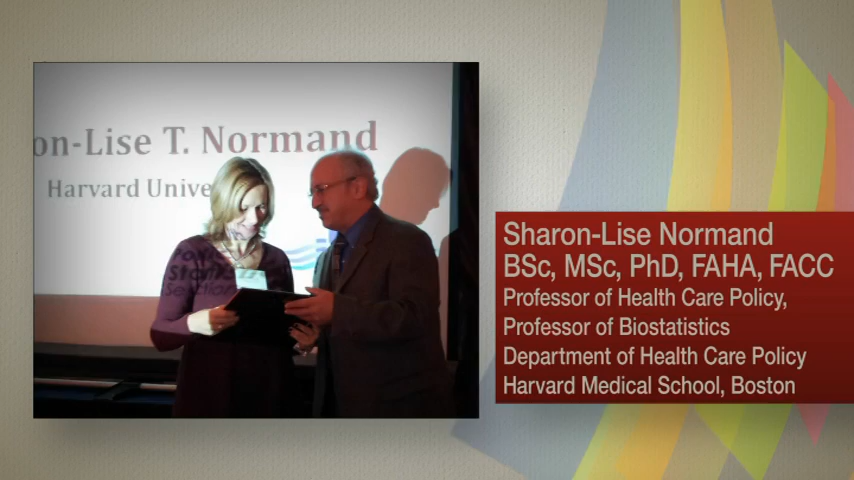 on-Lise T. Normand
Harvard Unive
Sharon-Lise Normand
BSc, MSc, PhD, FAHA, FACC
Professor of Health Care Policy,
Professor of Biostatistics
Department of Health Care Policy
Harvard Medical School, Boston